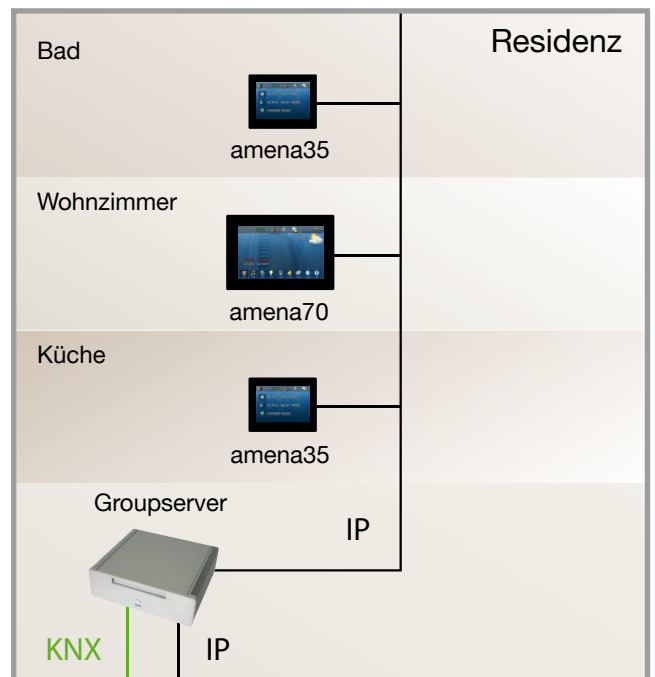 Residenz
Bad
amena35
Wohnzimmer
amena70
Küche
amena35
Groupserver
IP
KNX
IP